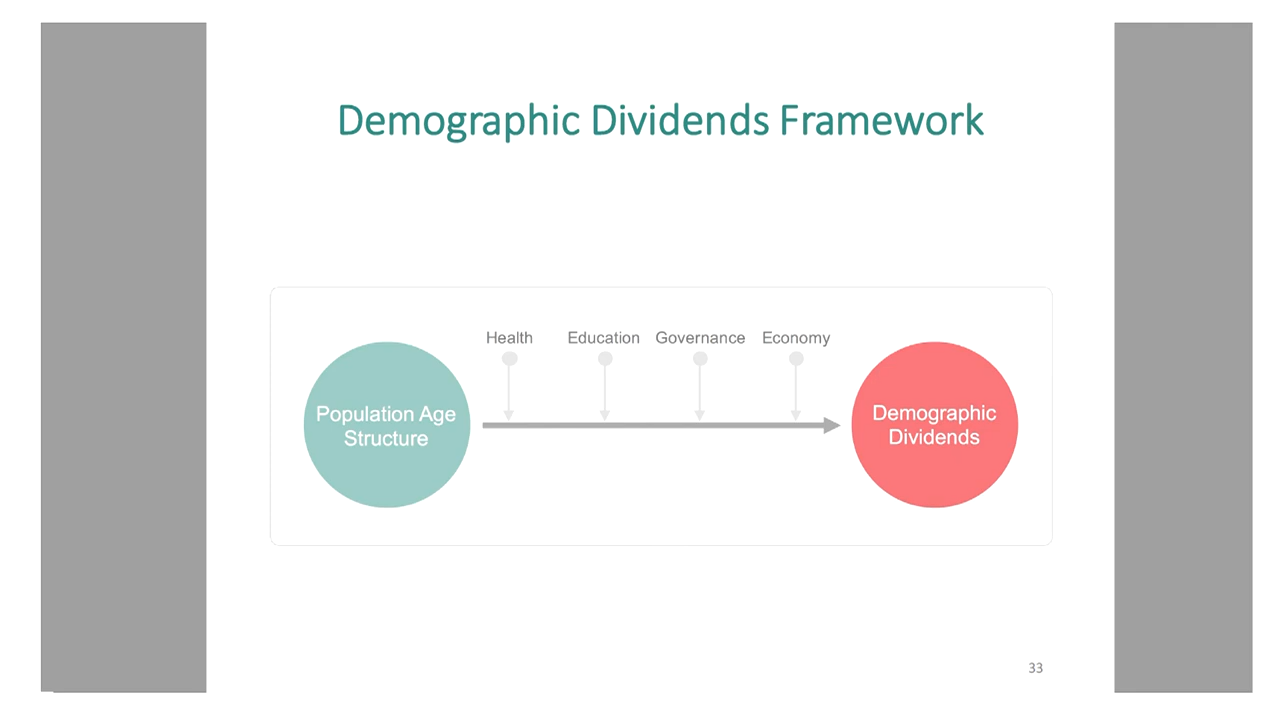 Demographic Dividends Framework
Health Education Governance Economy
Population Age
Structure
Demographic
Dividends
33